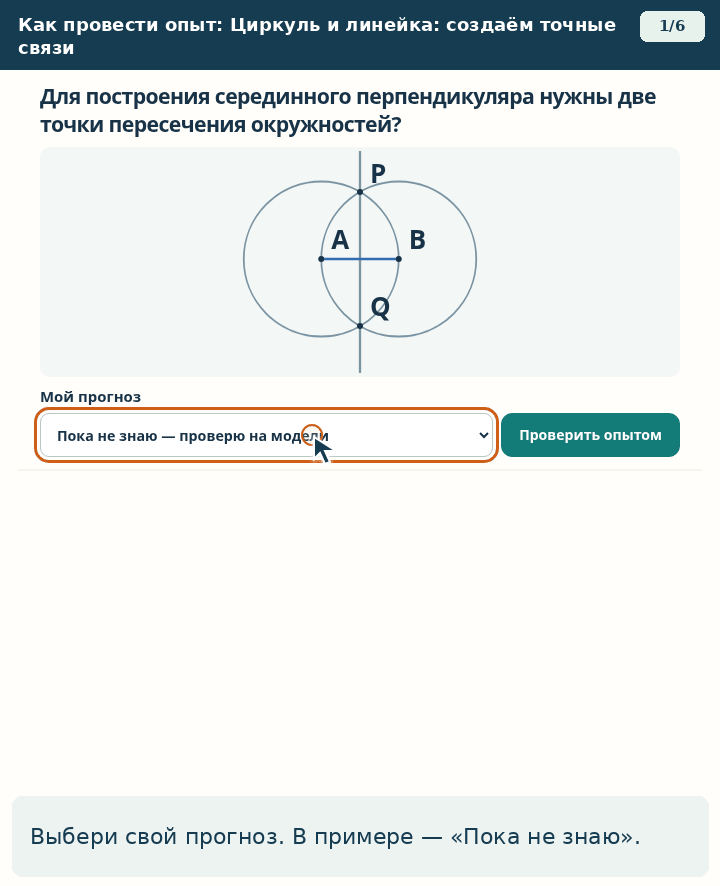 Как провести опыт: Циркуль и линейка: создаём точные
связи
1/6
Для построения серединного перпендикуляра нужны две
точки пересечения окружностей?
P
A
B
Q
Мой прогноз
Пока не знаю — проверю на модели
Проверить опытом
Выбери свой прогноз. В примере — «Пока не знаю».